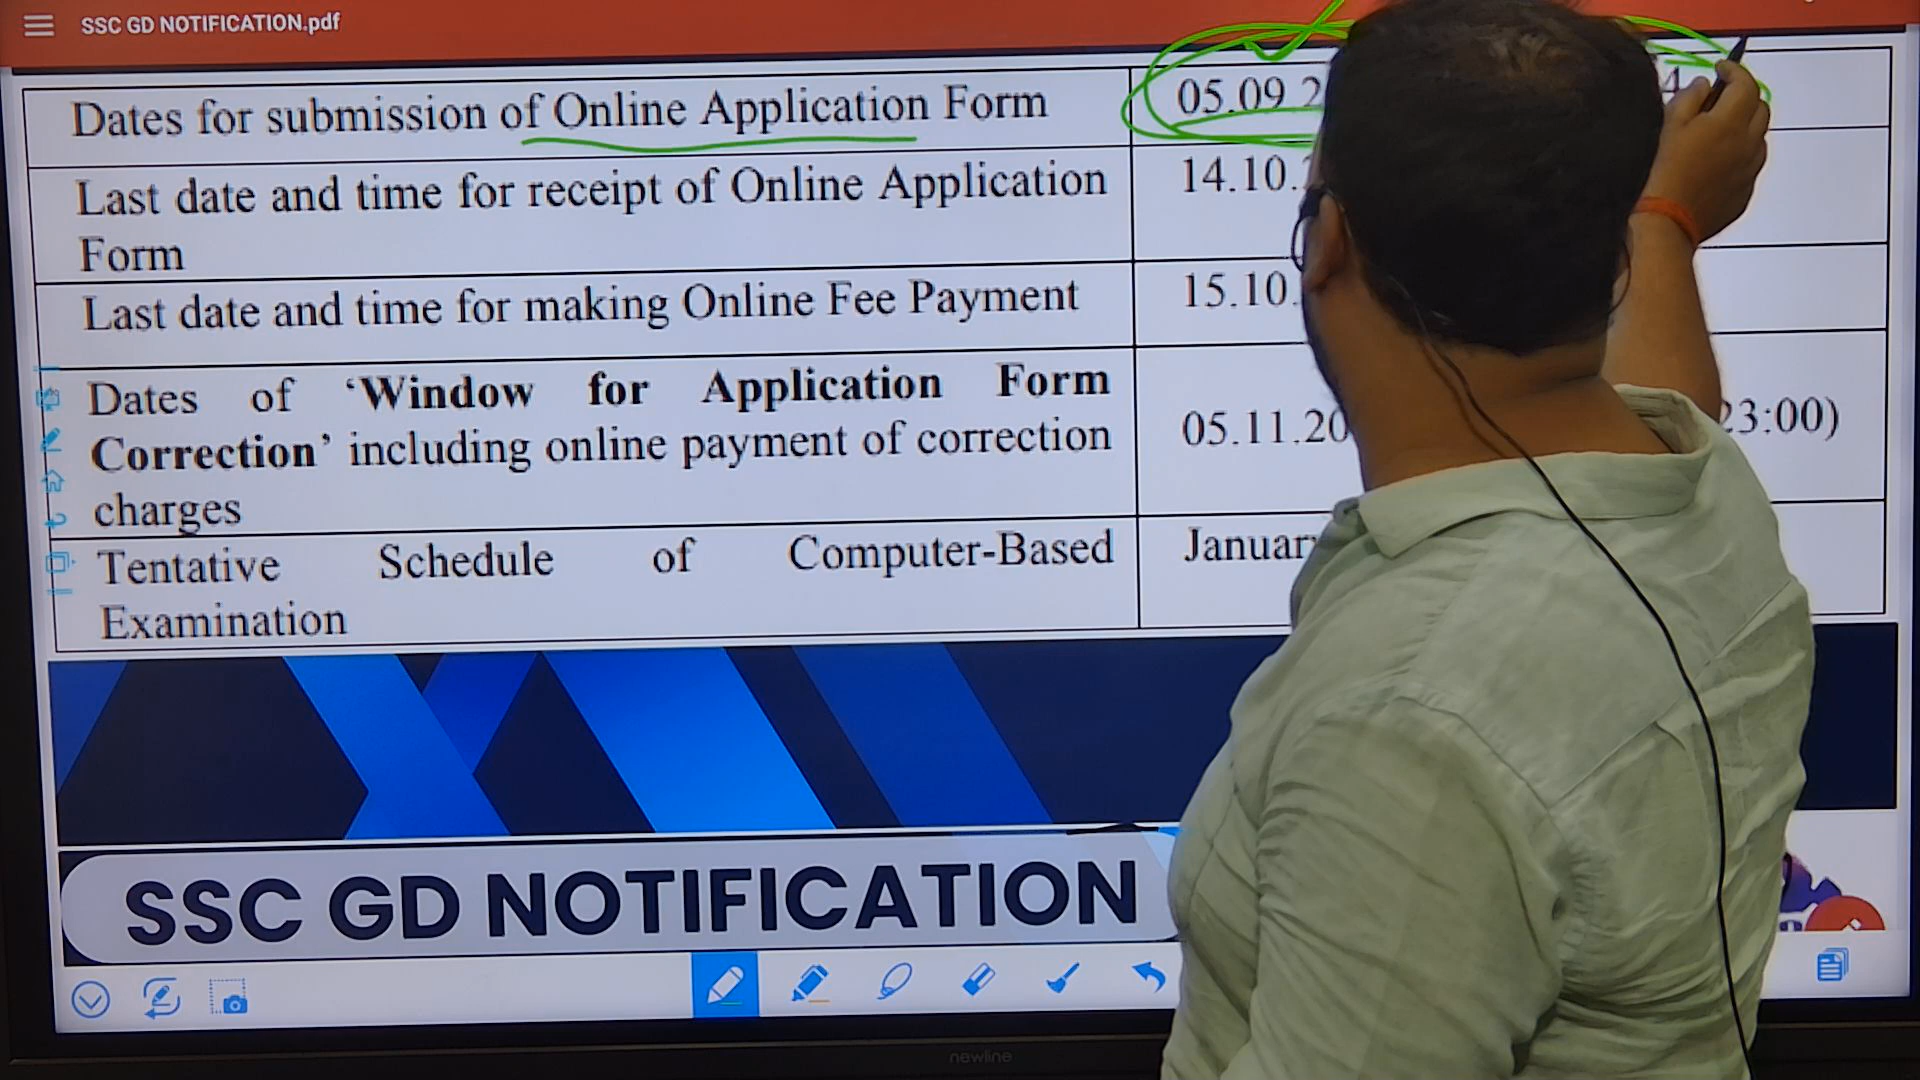 SSC GD NOTIFICATION.pdf
Dates for submission of Online Application Form
05.09.2
4
Last date and time for receipt of Online Application
Form
14.10.2
Last date and time for making Online Fee Payment
15.10.
Dates of ‘Window for Application Form
Correction’ including online payment of correction
charges
05.11.20
23:00)
Tentative Schedule of Computer-Based
Examination
January
SSC GD NOTIFICATION
newline